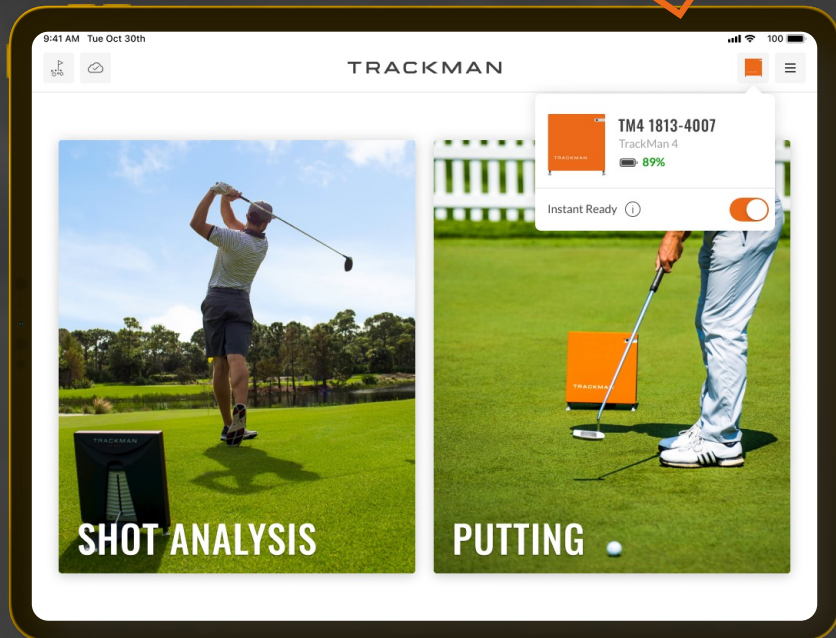 9:41 AM Tue Oct 30th
100
TRACKMAN
TM4 1813-4007
TrackMan 4
89%
Instant Ready
TRACKMAN
TRACKMAN
TRACKMAN
SHOT ANALYSIS
PUTTING